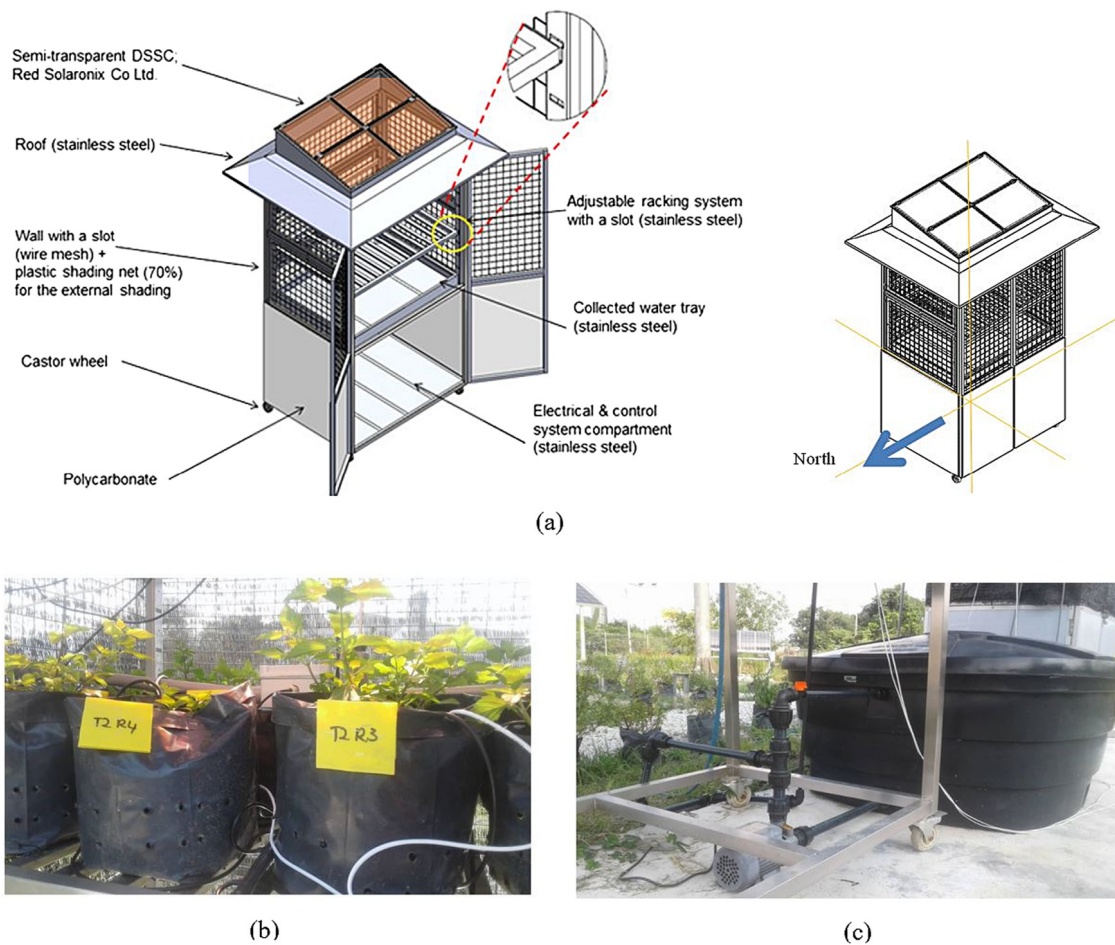 Semi-transparent DSSC;
Red Solaronix Co Ltd.
Roof (stainless steel)
Wall with a slot
(wire mesh) +
plastic shading net (70%)
for the external shading
Castor wheel
Polycarbonate
Adjustable racking system
with a slot (stainless steel)
Collected water tray
(stainless steel)
Electrical & control
system compartment
(stainless steel)
North
(a)
T2 R4
T2 R3
(b)
(c)